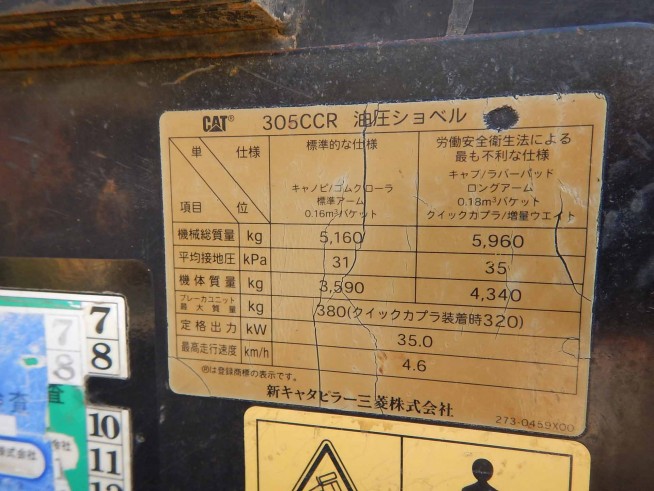 CAT® 305CCR 油圧ショベル
単 仕様
項目 位
標準的な仕様
キャノピ/ゴムクローラ
標準アーム
0.16m³バケット
労働安全衛生法による
最も不利な仕様
キャブ/ラバーパッド
ロングアーム
0.18m³バケット
クイックカプラ/増量ウエイト
機械総質量 kg 5,160 5,960
平均接地圧 kPa 31 35
機体質量 kg 3,590 4,340
ブレーカユニット
最大質量 kg 380(クイックカプラ装着時320)
定格出力 kW 35.0
最高走行速度 km/h 4.6
®は登録商標の表示です。
新キャタピラー三菱株式会社
273-0459X00
7 7
8 8
査
10
11
株式会社